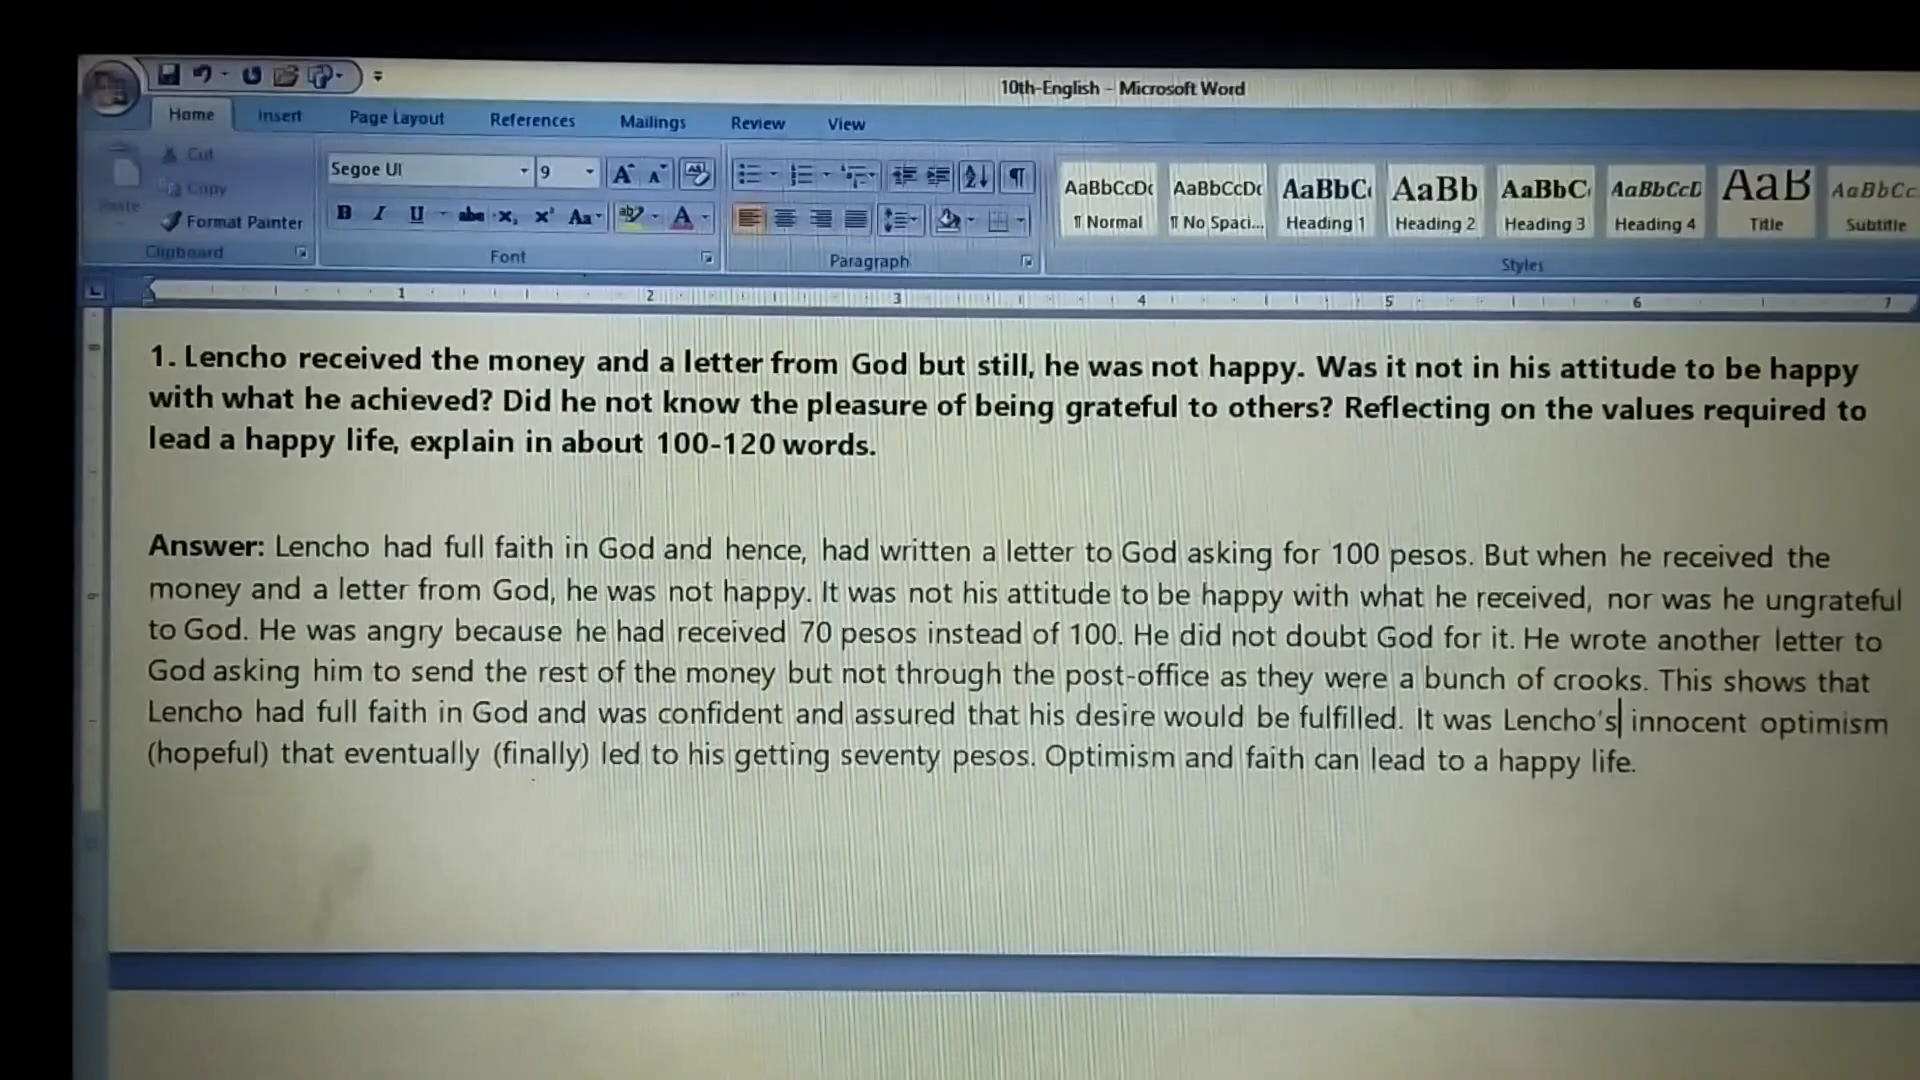 10th-English - Microsoft Word
Home Insert Page Layout References Mailings Review View
Cut
Copy
Paste
Format Painter
Clipboard
Segoe UI 9
B I U abc X, X² Aa ab A
Font
Paragraph
AaBbCcDc AaBbCcDc AaBbC AaBb AaBbC AaBbCcD AaB AaBbCc
¶ Normal ¶ No Spaci... Heading 1 Heading 2 Heading 3 Heading 4 Title Subtitle
Styles
1 2 3 4 5 6 7
1. Lencho received the money and a letter from God but still, he was not happy. Was it not in his attitude to be happy
with what he achieved? Did he not know the pleasure of being grateful to others? Reflecting on the values required to
lead a happy life, explain in about 100-120 words.
Answer: Lencho had full faith in God and hence, had written a letter to God asking for 100 pesos. But when he received the
money and a letter from God, he was not happy. It was not his attitude to be happy with what he received, nor was he ungrateful
to God. He was angry because he had received 70 pesos instead of 100. He did not doubt God for it. He wrote another letter to
God asking him to send the rest of the money but not through the post-office as they were a bunch of crooks. This shows that
Lencho had full faith in God and was confident and assured that his desire would be fulfilled. It was Lencho's innocent optimism
(hopeful) that eventually (finally) led to his getting seventy pesos. Optimism and faith can lead to a happy life.